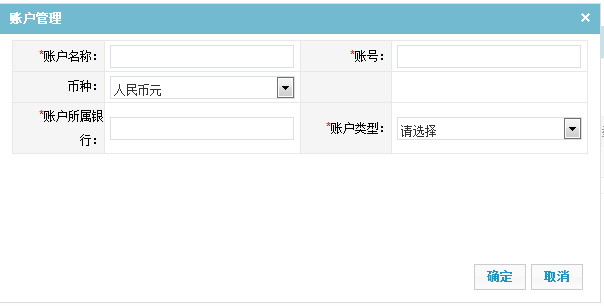 账户管理 ×
*账户名称： *账号：
币种： 人民币元
*账户所属银
行： *账户类型： 请选择
确定 取消